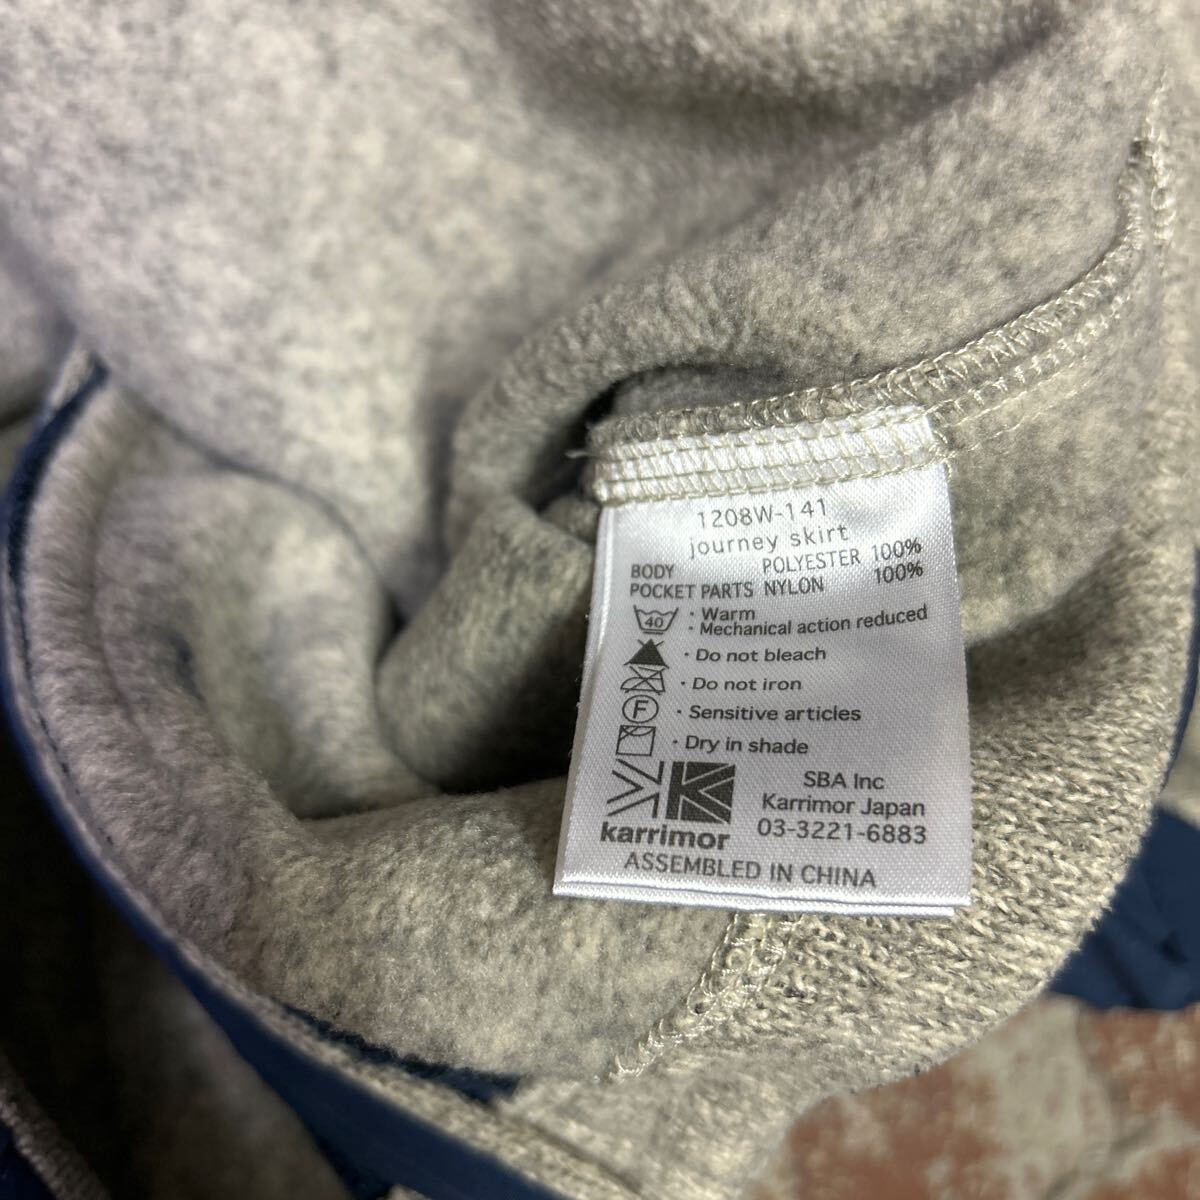 1208W-141
journey skirt
BODY POLYESTER 100%
POCKET PARTS NYLON 100%
40 · Warm
· Mechanical action reduced
· Do not bleach
· Do not iron
F · Sensitive articles
· Dry in shade
K
karrimor
SBA Inc
Karrimor Japan
03-3221-6883
ASSEMBLED IN CHINA